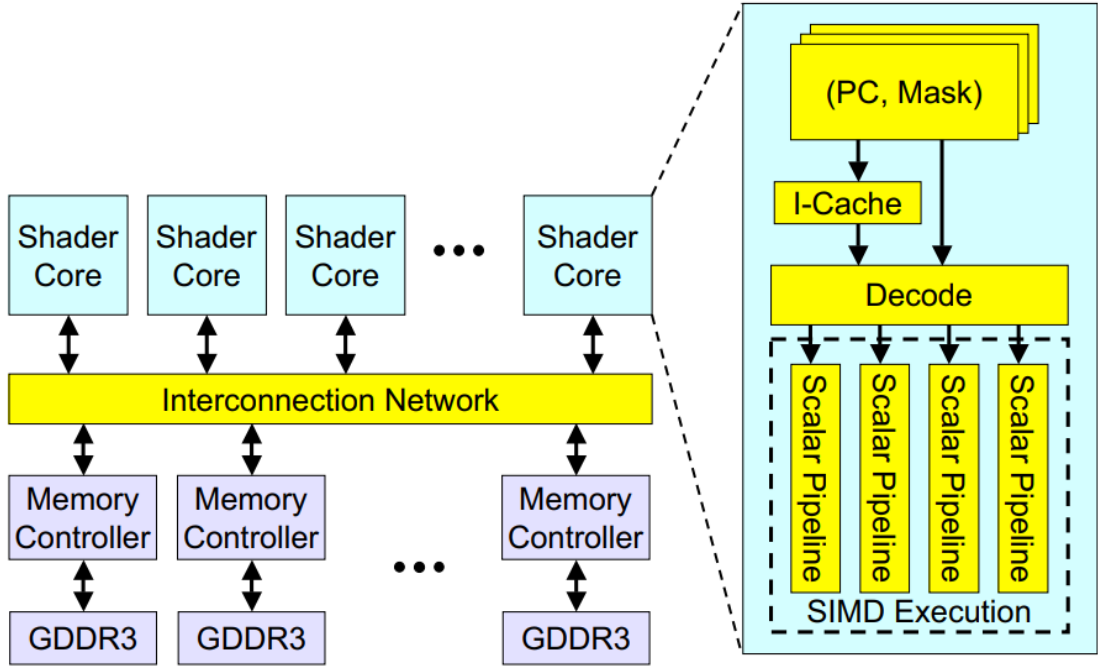 (PC, Mask)
I-Cache
Decode
Scalar Pipeline
Scalar Pipeline
Scalar Pipeline
Scalar Pipeline
SIMD Execution
Shader
Core
Shader
Core
Shader
Core
Shader
Core
Interconnection Network
Memory
Controller
Memory
Controller
Memory
Controller
GDDR3
GDDR3
GDDR3